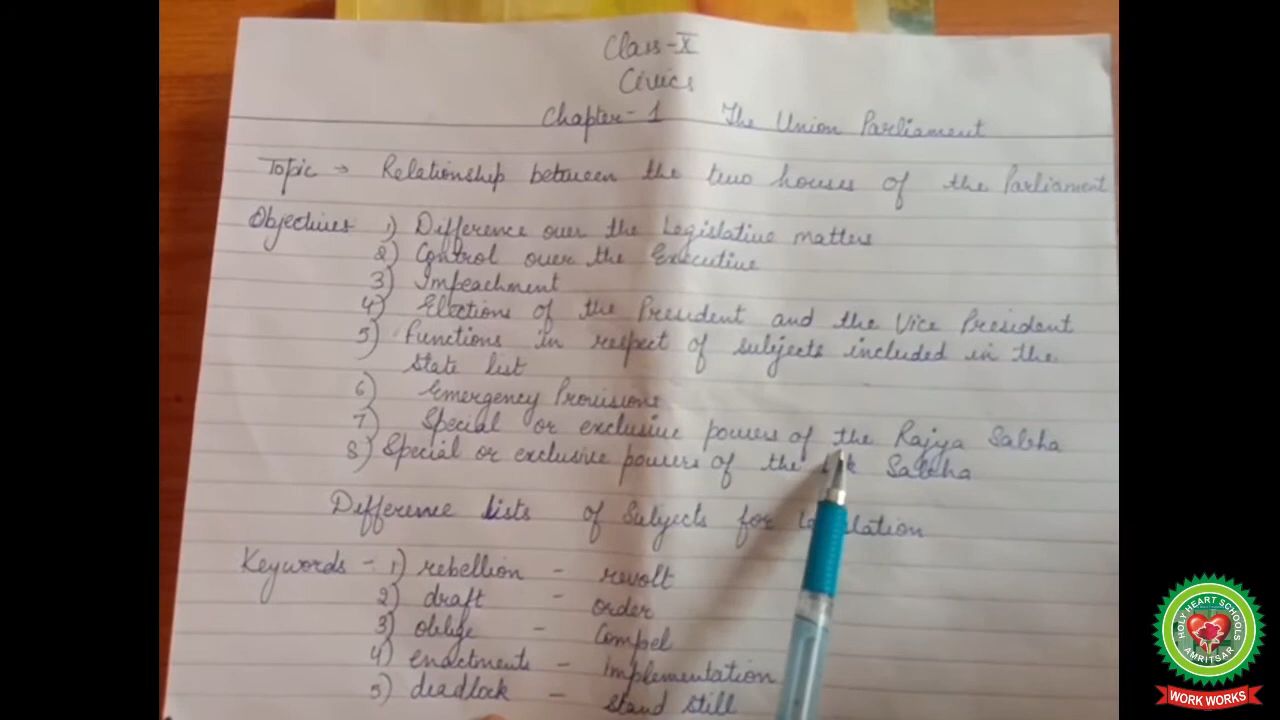 Class-X
Civics
Chapter-1 The Union Parliament
Topic → Relationship between the two houses of the Parliament
Objectives 1) Difference over the Legislative matters
2) Control over the Executive
3) Impeachment
4) Elections of the President and the Vice President
5) Functions in respect of subjects included in the
State list
6) Emergency Provisions
7) Special or exclusive powers of the Rajya Sabha
8) Special or exclusive powers of the Sabha
Difference Lists of Subjects for
Keywords - 1) rebellion - revolt
2) draft - order
3) oblige - Compel
4) enactments - Implementation
5) deadlock - stand still
HOLY HEART SCHOOLS
AMRITSAR
WORK WORKS